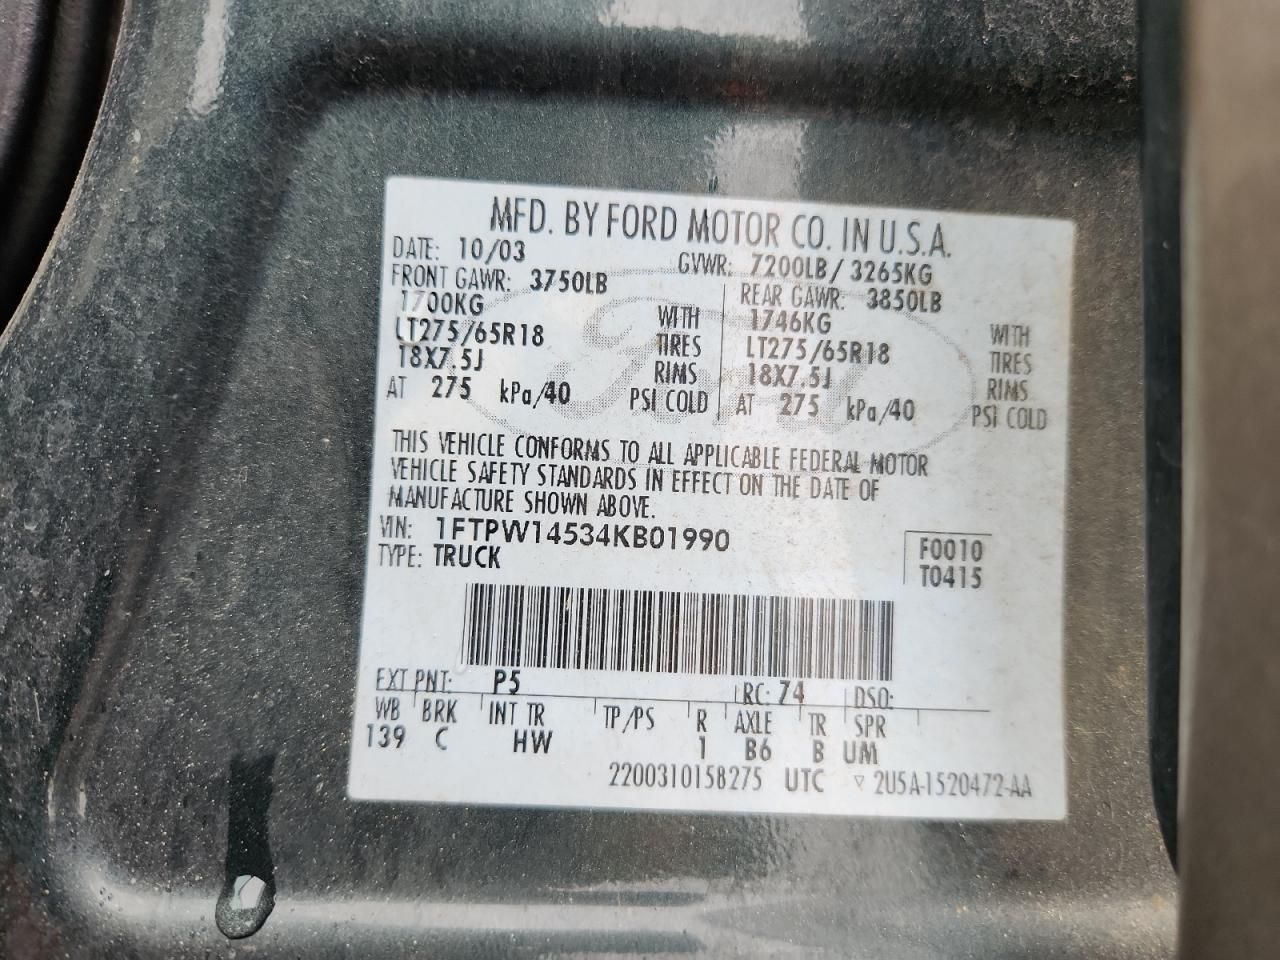 MFD. BY FORD MOTOR CO. IN U.S.A.
DATE: 10/03 GVWR: 7200LB/ 3265KG
FRONT GAWR: 3750LB REAR GAWR: 3850LB
1700KG WITH 1746KG WITH
LT275/65R18 TIRES LT275/65R18 TIRES
18X7.5J RIMS 18X7.5J RIMS
AT 275 kPa/40 PSI COLD AT 275 kPa/40 PSI COLD
Ford
THIS VEHICLE CONFORMS TO ALL APPLICABLE FEDERAL MOTOR
VEHICLE SAFETY STANDARDS IN EFFECT ON THE DATE OF
MANUFACTURE SHOWN ABOVE.
VIN: 1FTPW14534KB01990 F0010
TYPE: TRUCK T0415
EXT PNT: P5 RC: 74 DSO:
WB BRK INT TR TP/PS R AXLE TR SPR
139 C HW 1 B6 B UM
2200310158275 UTC ▽ 2U5A-1520472-AA